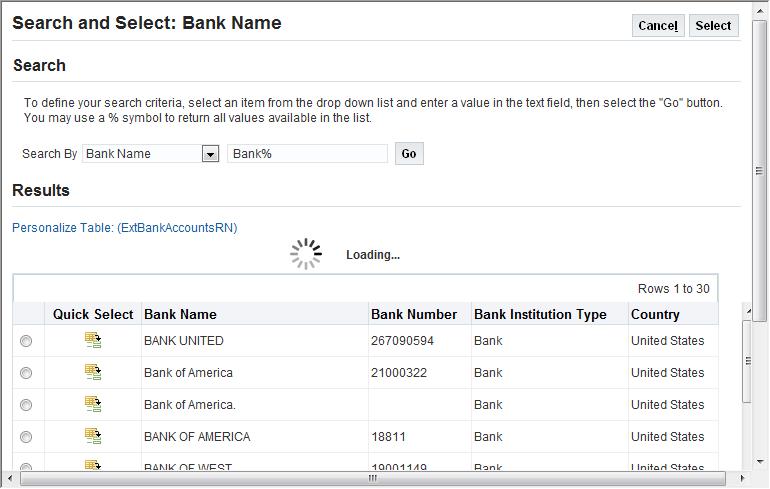 Search and Select: Bank Name
Cancel Select
Search
To define your search criteria, select an item from the drop down list and enter a value in the text field, then select the "Go" button.
You may use a % symbol to return all values available in the list.
Search By Bank Name Bank% Go
Results
Personalize Table: (ExtBankAccountsRN)
Loading...
Rows 1 to 30
Quick Select Bank Name Bank Number Bank Institution Type Country
BANK UNITED 267090594 Bank United States
Bank of America 21000322 Bank United States
Bank of America. Bank United States
BANK OF AMERICA 18811 Bank United States
BANK OF WEST 19001149 Bank United States